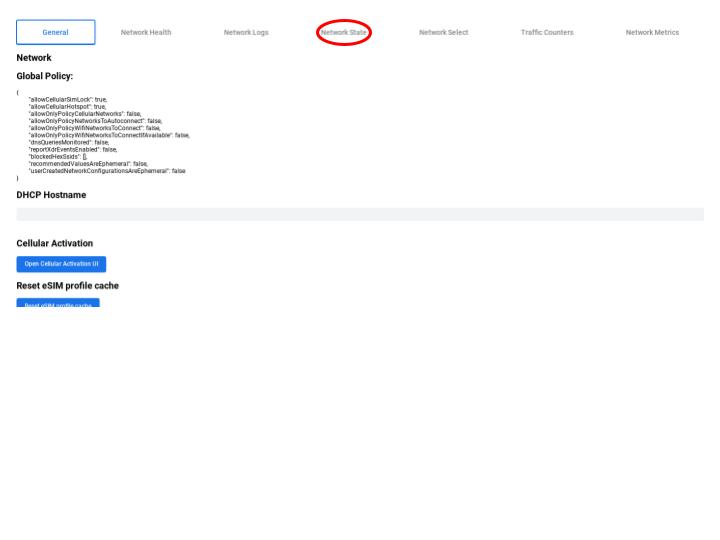 General Network Health Network Logs Network State Network Select Traffic Counters Network Metrics
Network
Global Policy:
{
"allowCellularSimLock": true,
"allowCellularHotspot": true,
"allowOnlyPolicyCellularNetworks": false,
"allowOnlyPolicyNetworksToAutoconnect": false,
"allowOnlyPolicyWifiNetworksToConnect": false,
"allowOnlyPolicyWifiNetworksToConnectIfAvailable": false,
"dnsQueriesMonitored": false,
"reportXdrEventsEnabled": false,
"blockedHexSsids": [],
"recommendedValuesAreEphemeral": false,
"userCreatedNetworkConfigurationsAreEphemeral": false
}
DHCP Hostname
Cellular Activation
Open Cellular Activation UI
Reset eSIM profile cache
Reset eSIM profile cache